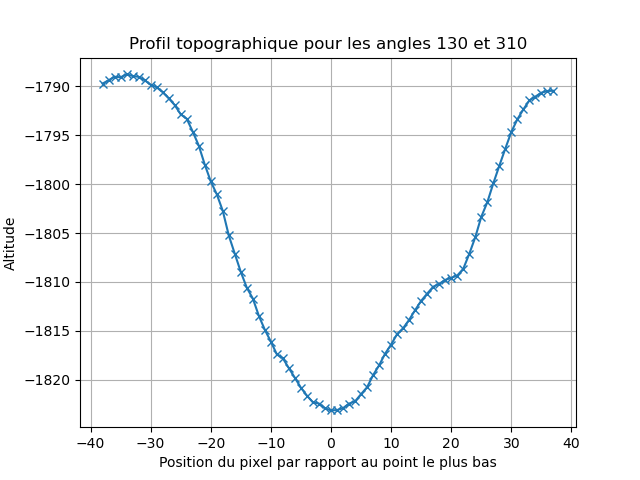 Profil topographique pour les angles 130 et 310
Altitude
−1790
−1795
−1800
−1805
−1810
−1815
−1820
−40 −30 −20 −10 0 10 20 30 40
Position du pixel par rapport au point le plus bas